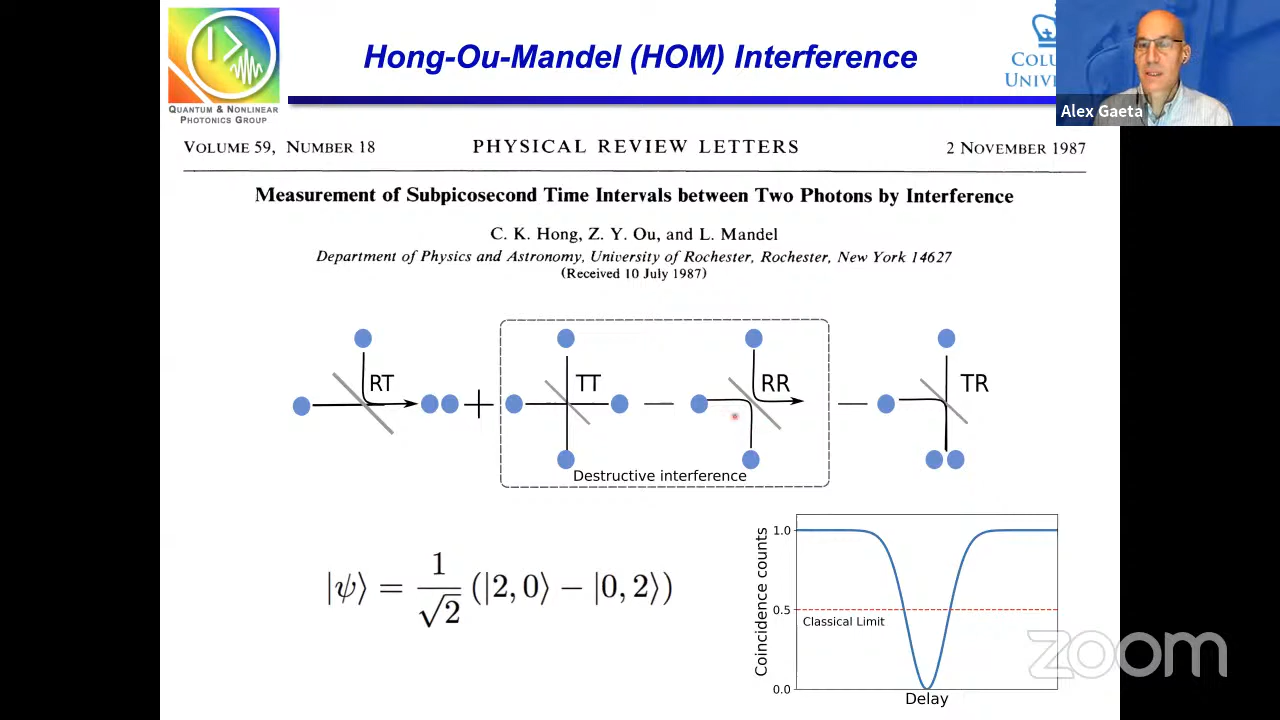 Hong-Ou-Mandel (HOM) Interference
QUANTUM & NONLINEAR
PHOTONICS GROUP
Alex Gaeta
VOLUME 59, NUMBER 18
PHYSICAL REVIEW LETTERS
2 NOVEMBER 1987
Measurement of Subpicosecond Time Intervals between Two Photons by Interference
C. K. Hong, Z. Y. Ou, and L. Mandel
Department of Physics and Astronomy, University of Rochester, Rochester, New York 14627
(Received 10 July 1987)
RT
+
TT
—
RR
—
TR
Destructive interference
|ψ⟩ = 1/√2 (|2,0⟩ − |0,2⟩)
Coincidence counts
1.0
0.5
Classical Limit
0.0
Delay
zoom